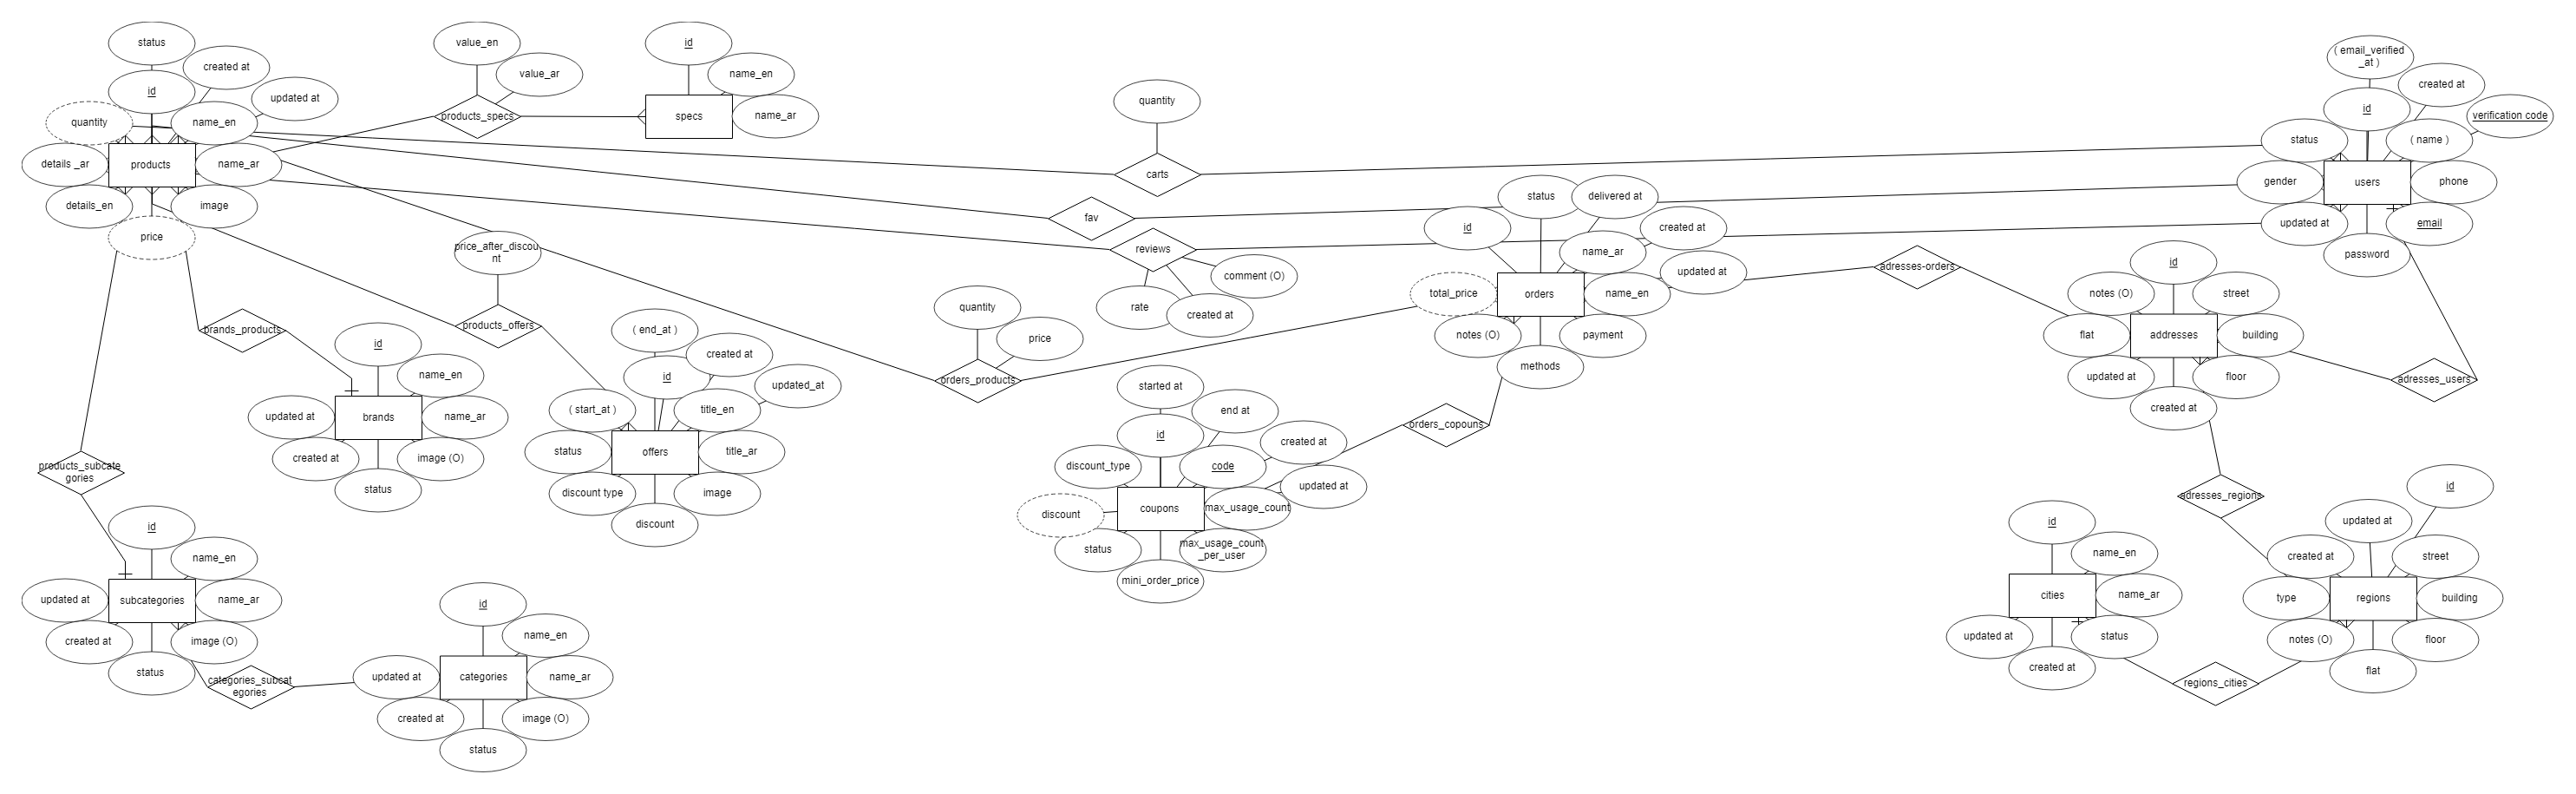 status
created at
id
updated at
quantity
name_en
details _ar
products
name_ar
details_en
image
price
value_en
value_ar
products_specs
id
name_en
specs
name_ar
quantity
carts
fav
reviews
comment (O)
rate
created at
price_after_discou
nt
products_offers
brands_products
id
name_en
updated at
brands
name_ar
created at
image (O)
status
( end_at )
created at
id
updated_at
( start_at )
title_en
status
offers
title_ar
discount type
image
discount
quantity
price
orders_products
status
delivered at
id
created at
name_ar
updated at
total_price
orders
name_en
notes (O)
payment
methods
orders_copouns
started at
end at
id
created at
discount_type
code
updated at
discount
coupons
max_usage_count
status
max_usage_count
_per_user
mini_order_price
( email_verified
_at )
created at
id
verification code
status
( name )
gender
users
phone
updated at
email
password
adresses-orders
id
notes (O)
street
flat
addresses
building
updated at
floor
created at
adresses_users
adresses_regions
id
updated at
created at
street
type
regions
building
notes (O)
floor
flat
id
name_en
cities
name_ar
updated at
status
created at
regions_cities
products_subcate
gories
id
name_en
updated at
subcategories
name_ar
created at
image (O)
status
categories_subcat
egories
id
name_en
updated at
categories
name_ar
created at
image (O)
status